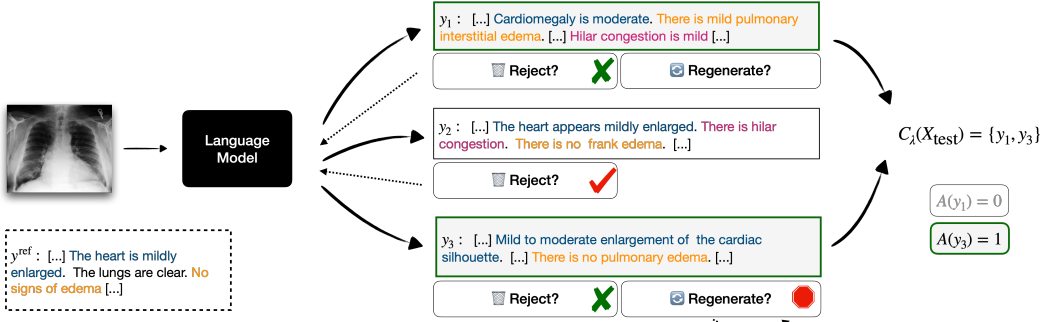 y₁ : [...] Cardiomegaly is moderate. There is mild pulmonary
interstitial edema. [...] Hilar congestion is mild [...]
Reject?
Regenerate?
Language
Model
y₂ : [...] The heart appears mildly enlarged. There is hilar
congestion. There is no frank edema. [...]
Reject?
y₃ : [...] Mild to moderate enlargement of the cardiac
silhouette. [...] There is no pulmonary edema. [...]
Reject?
Regenerate?
yʳᵉᶠ : [...] The heart is mildly
enlarged. The lungs are clear. No
signs of edema [...]
C_λ(X_test) = {y₁, y₃}
A(y₁) = 0
A(y₃) = 1